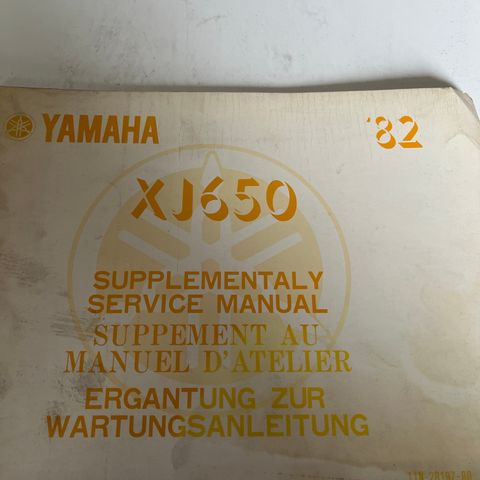 YAMAHA '82
XJ650
SUPPLEMENTALY
SERVICE MANUAL
SUPPEMENT AU
MANUEL D'ATELIER
ERGANTUNG ZUR
WARTUNGSANLEITUNG